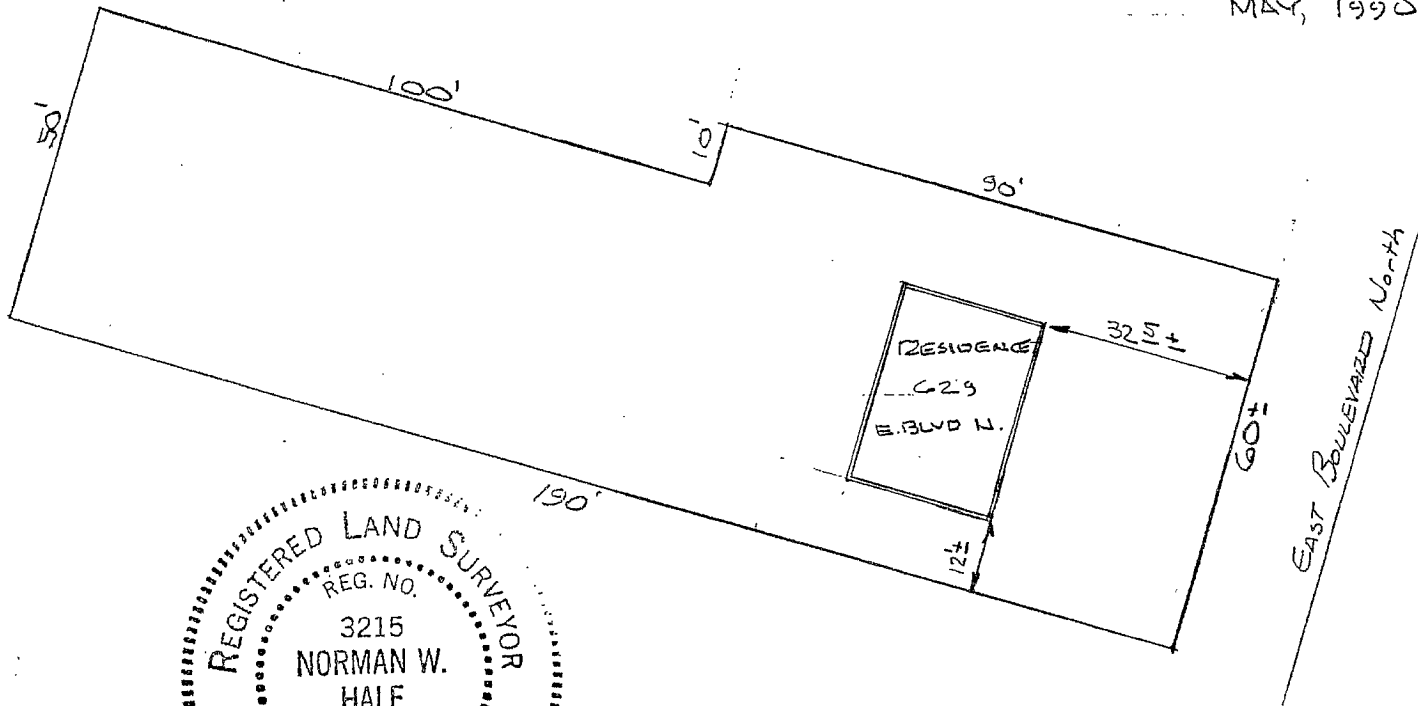 MAY, 1990
100'
50'
10'
90'
32 5 ±
RESIDENCE
629
E. BLVD N.
60±
EAST BOULEVARD North
190'
12±
REGISTERED LAND SURVEYOR
REG. NO.
3215
NORMAN W.
HALE